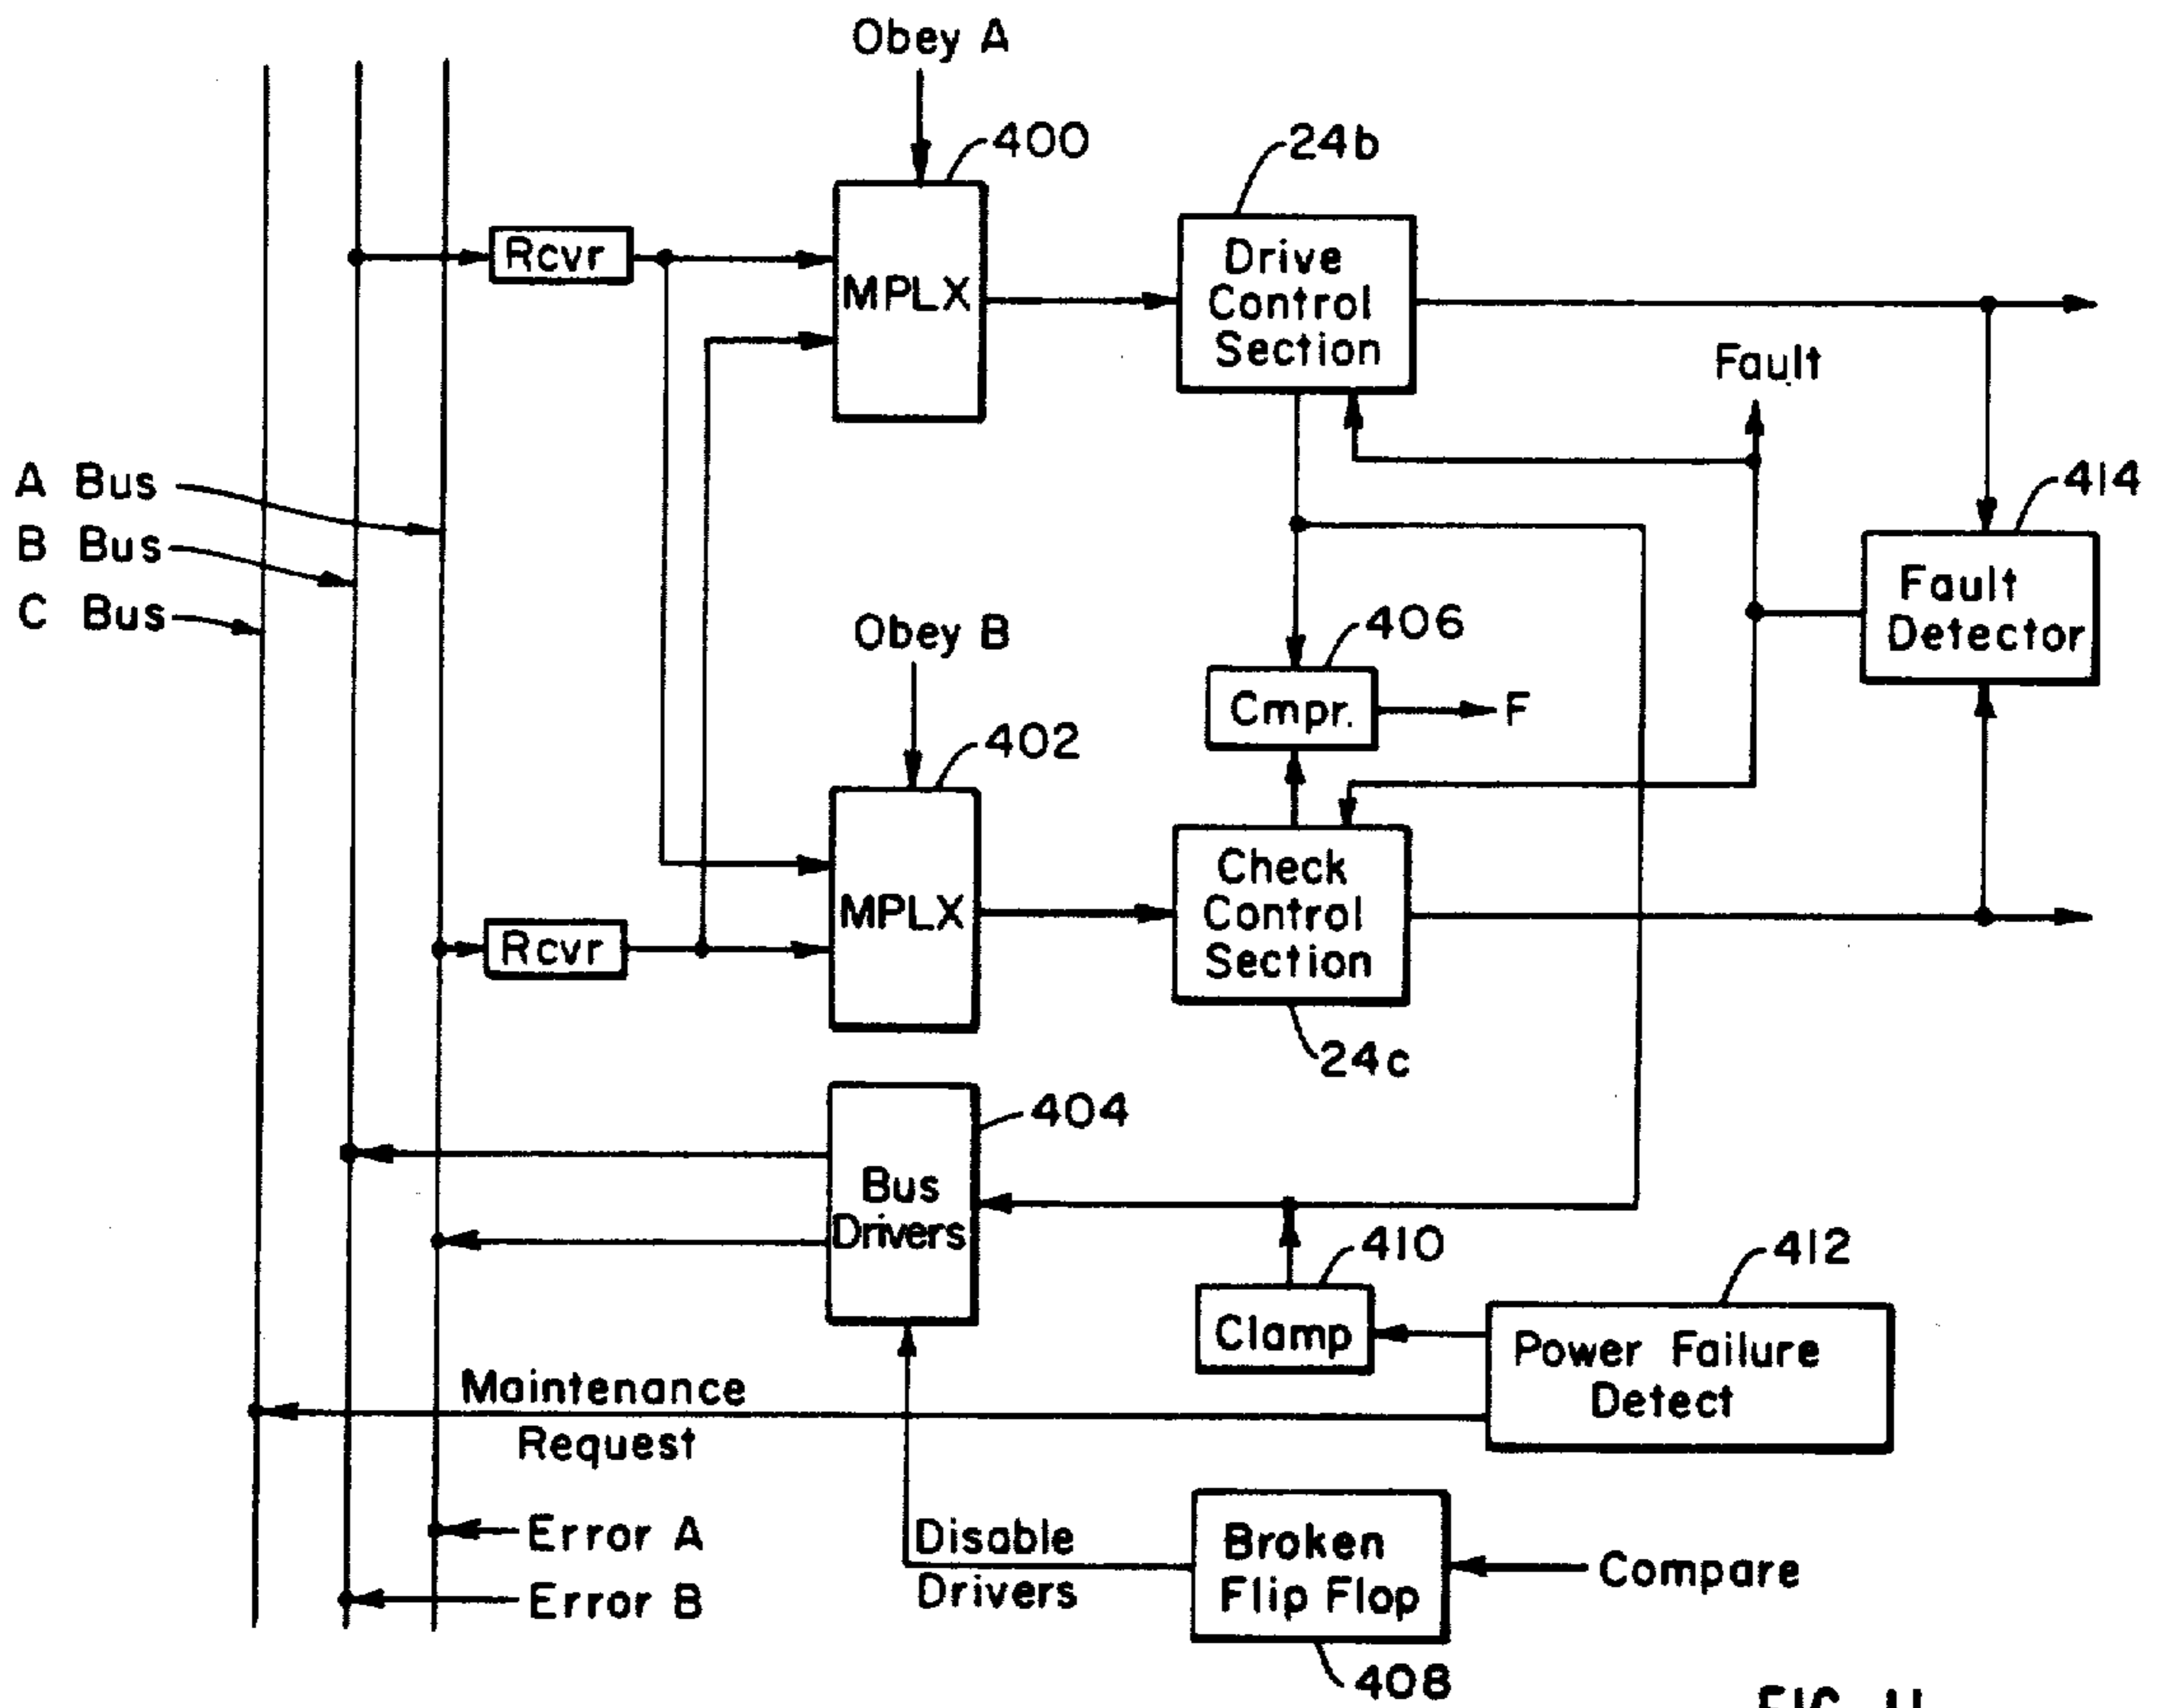 Obey A
400
24b
Rcvr
MPLX
Drive
Control
Section
Fault
A Bus
B Bus
C Bus
414
Fault
Detector
Obey B
406
Cmpr.
F
402
Rcvr
MPLX
Check
Control
Section
24c
404
Bus
Drivers
410
Clamp
412
Power Failure
Detect
Maintenance
Request
Error A
Error B
Disable
Drivers
Broken
Flip Flop
Compare
408